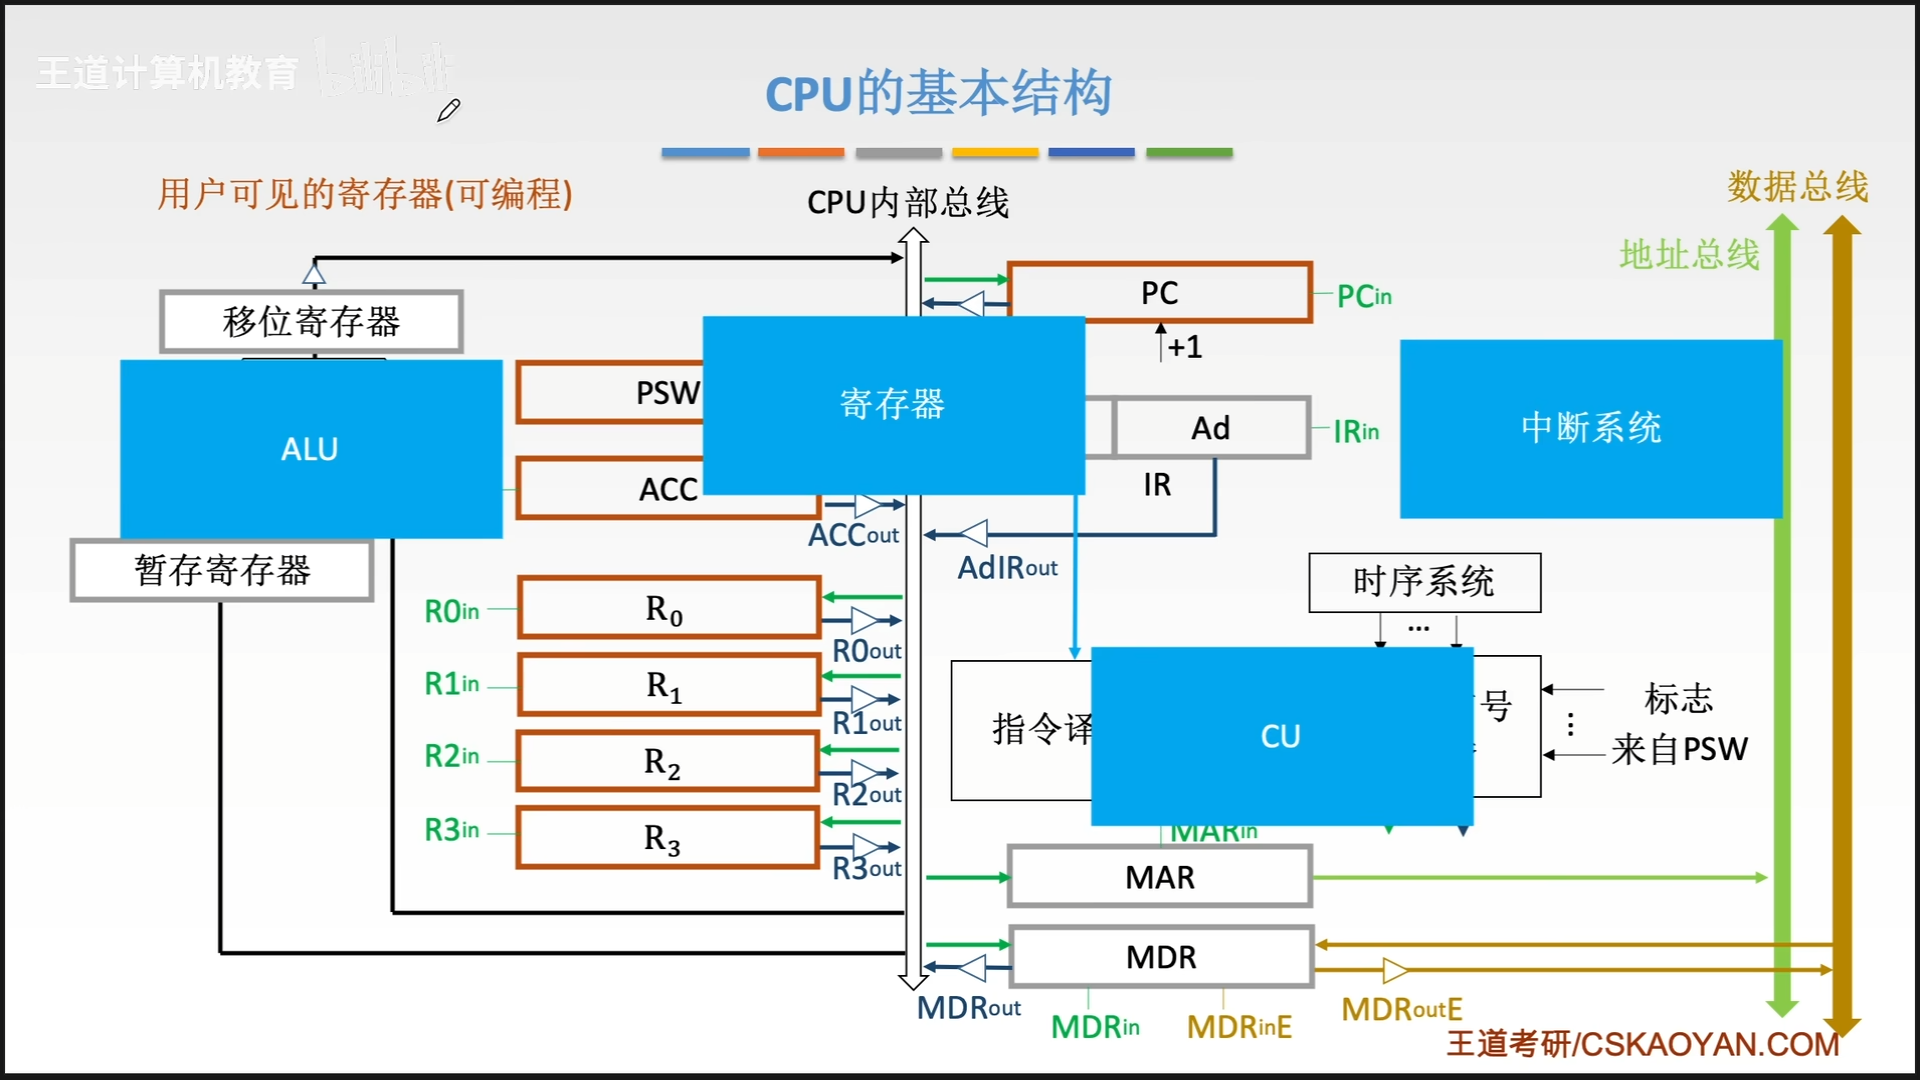 王道计算机教育 bilibili
CPU的基本结构
用户可见的寄存器(可编程)
CPU内部总线
数据总线
地址总线
移位寄存器
PC
PCin
+1
PSW
寄存器
ALU
ACC
Ad
IRin
IR
中断系统
ACCout
AdIRout
暂存寄存器
时序系统
...
R0in
R₀
R0out
R1in
R₁
R1out
指令译
CU
号
标志
⋮
来自PSW
R2in
R₂
R2out
R3in
R₃
R3out
MARin
MAR
MDR
MDRout
MDRin
MDRinE
MDRoutE
王道考研/CSKAOYAN.COM